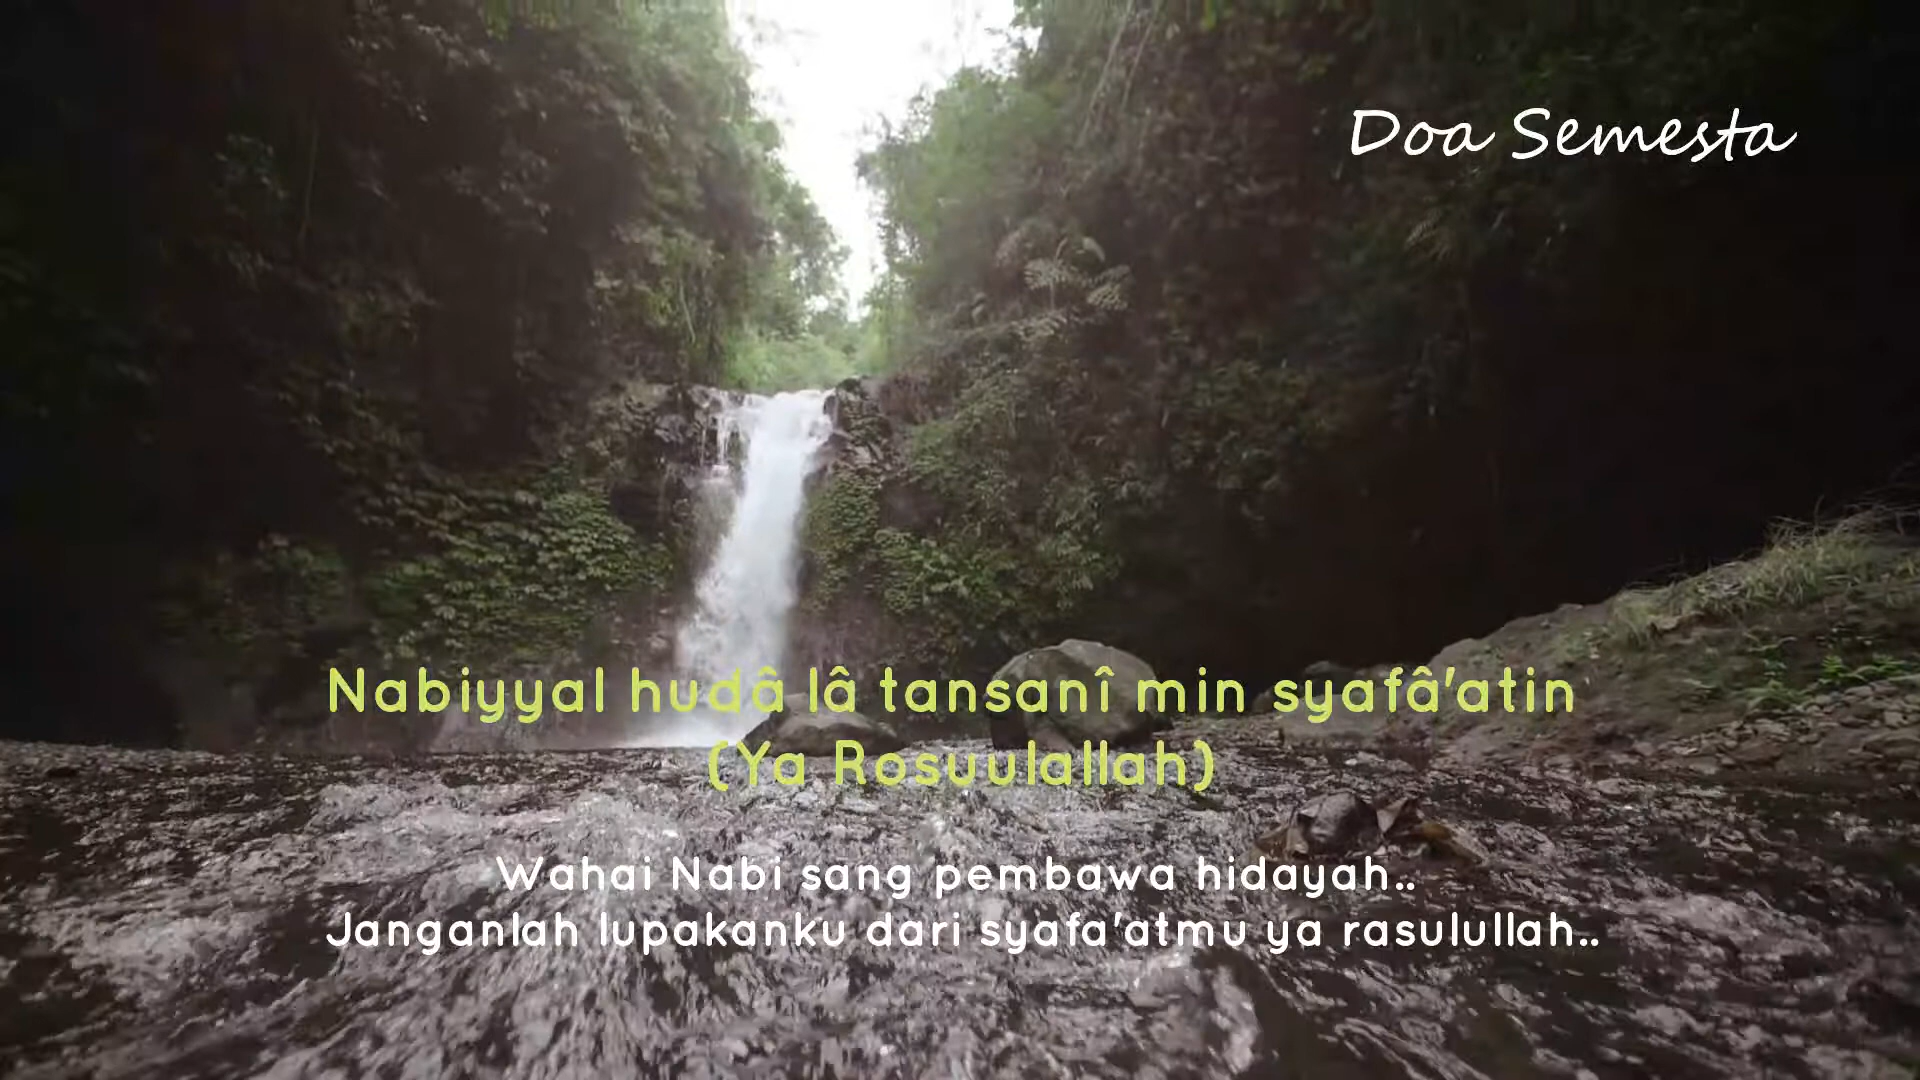 Doa Semesta
Nabiyyal hudâ lâ tansanî min syafâ'atin
(Ya Rosuulallah)
Wahai Nabi sang pembawa hidayah..
Janganlah lupakanku dari syafa'atmu ya rasulullah..